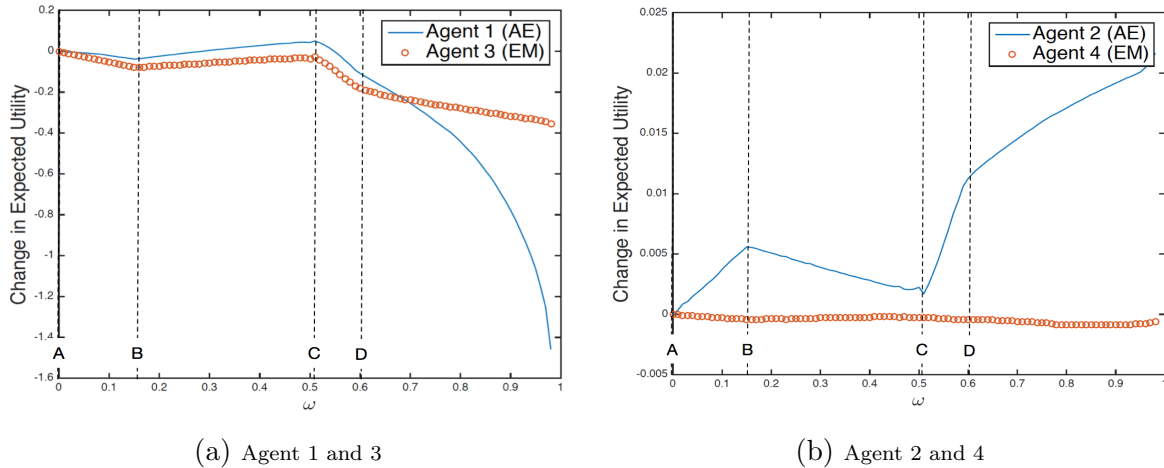 0
-0.2
-0.4
-0.6
-0.8
-1
-1.2
-1.4
-1.6
Change in Expected Utility
Agent 1 (AE)
Agent 3 (EM)
A
B
C
D
0 0.1 0.2 0.3 0.4 0.5 0.6 0.7 0.8 0.9 1
ω
(a) Agent 1 and 3
0.025
0.02
0.015
0.01
0.005
0
-0.005
Change in Expected Utility
Agent 2 (AE)
Agent 4 (EM)
A
B
C
D
0 0.1 0.2 0.3 0.4 0.5 0.6 0.7 0.8 0.9 1
ω
(b) Agent 2 and 4